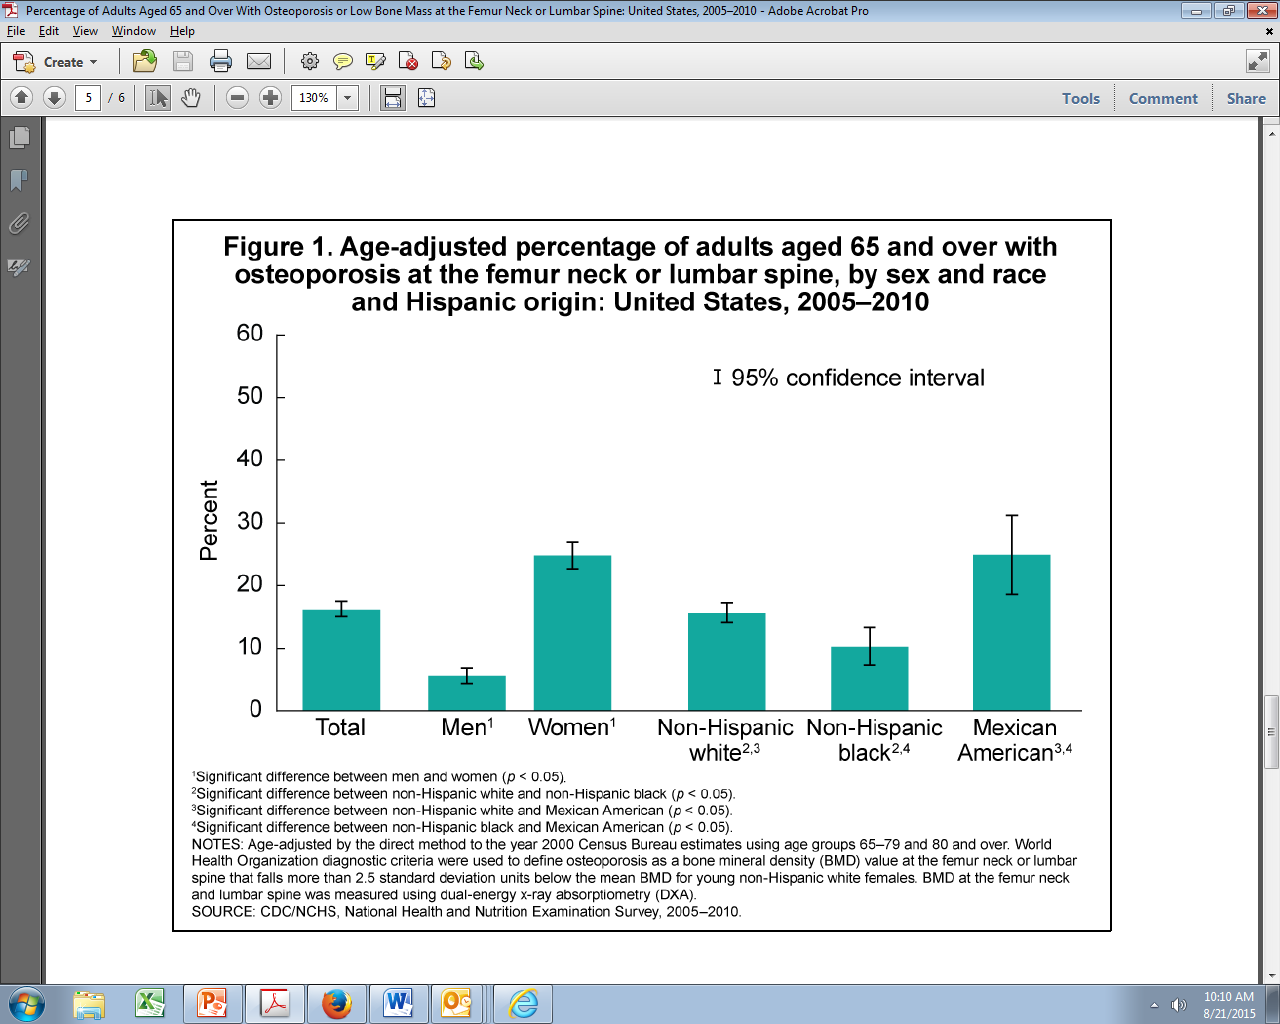 Percentage of Adults Aged 65 and Over With Osteoporosis or Low Bone Mass at the Femur Neck or Lumbar Spine: United States, 2005–2010 - Adobe Acrobat Pro
File Edit View Window Help
Create
5 / 6 130% Tools Comment Share
Figure 1. Age-adjusted percentage of adults aged 65 and over with
osteoporosis at the femur neck or lumbar spine, by sex and race
and Hispanic origin: United States, 2005–2010
60
95% confidence interval
50
40
30
Percent
20
10
0
Total Men¹ Women¹ Non-Hispanic white²,³ Non-Hispanic black²,⁴ Mexican American³,⁴
¹Significant difference between men and women (p < 0.05).
²Significant difference between non-Hispanic white and non-Hispanic black (p < 0.05).
³Significant difference between non-Hispanic white and Mexican American (p < 0.05).
⁴Significant difference between non-Hispanic black and Mexican American (p < 0.05).
NOTES: Age-adjusted by the direct method to the year 2000 Census Bureau estimates using age groups 65–79 and 80 and over. World
Health Organization diagnostic criteria were used to define osteoporosis as a bone mineral density (BMD) value at the femur neck or lumbar
spine that falls more than 2.5 standard deviation units below the mean BMD for young non-Hispanic white females. BMD at the femur neck
and lumbar spine was measured using dual-energy x-ray absorptiometry (DXA).
SOURCE: CDC/NCHS, National Health and Nutrition Examination Survey, 2005–2010.
10:10 AM
8/21/2015